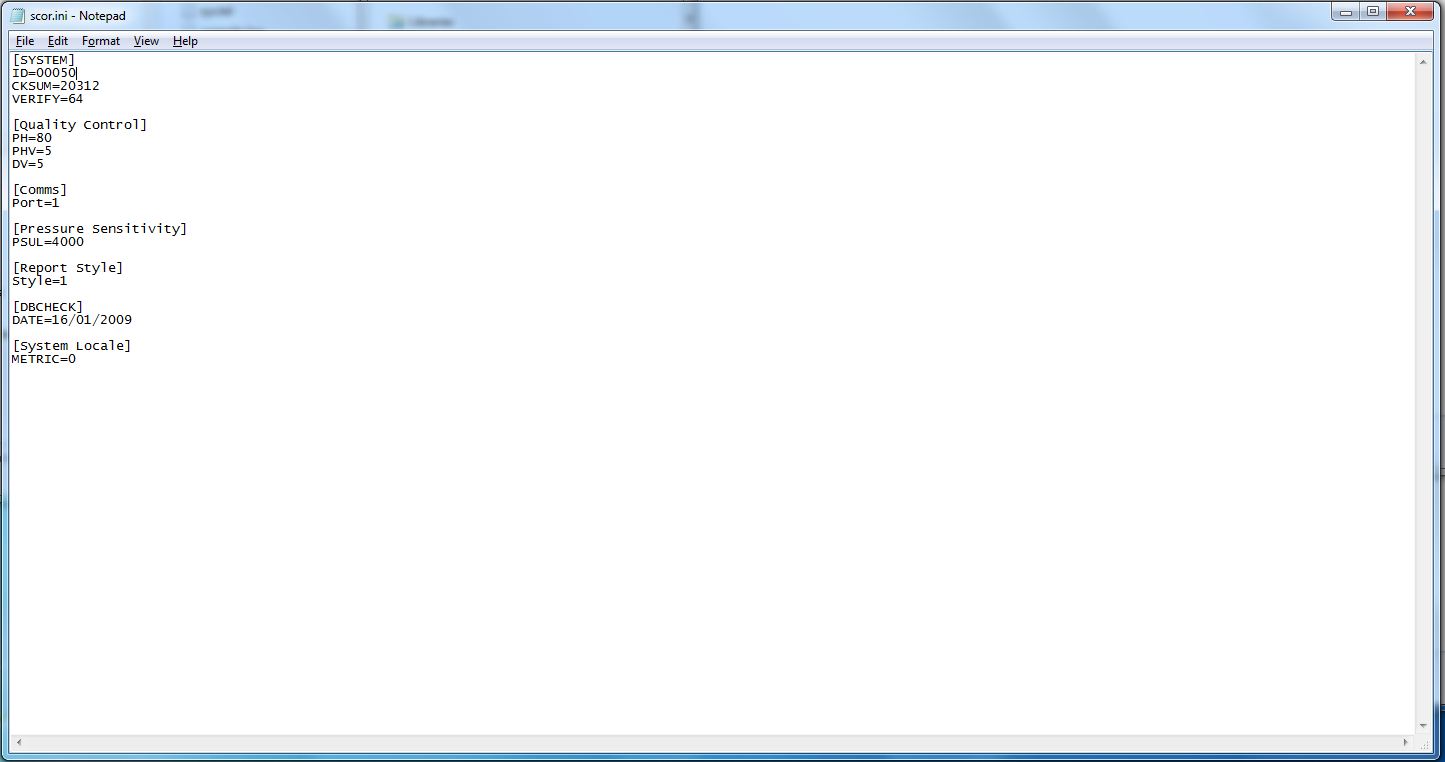 scor.ini - Notepad
File Edit Format View Help
[SYSTEM]
ID=00050
CKSUM=20312
VERIFY=64
[Quality Control]
PH=80
PHV=5
DV=5
[Comms]
Port=1
[Pressure Sensitivity]
PSUL=4000
[Report Style]
Style=1
[DBCHECK]
DATE=16/01/2009
[System Locale]
METRIC=0